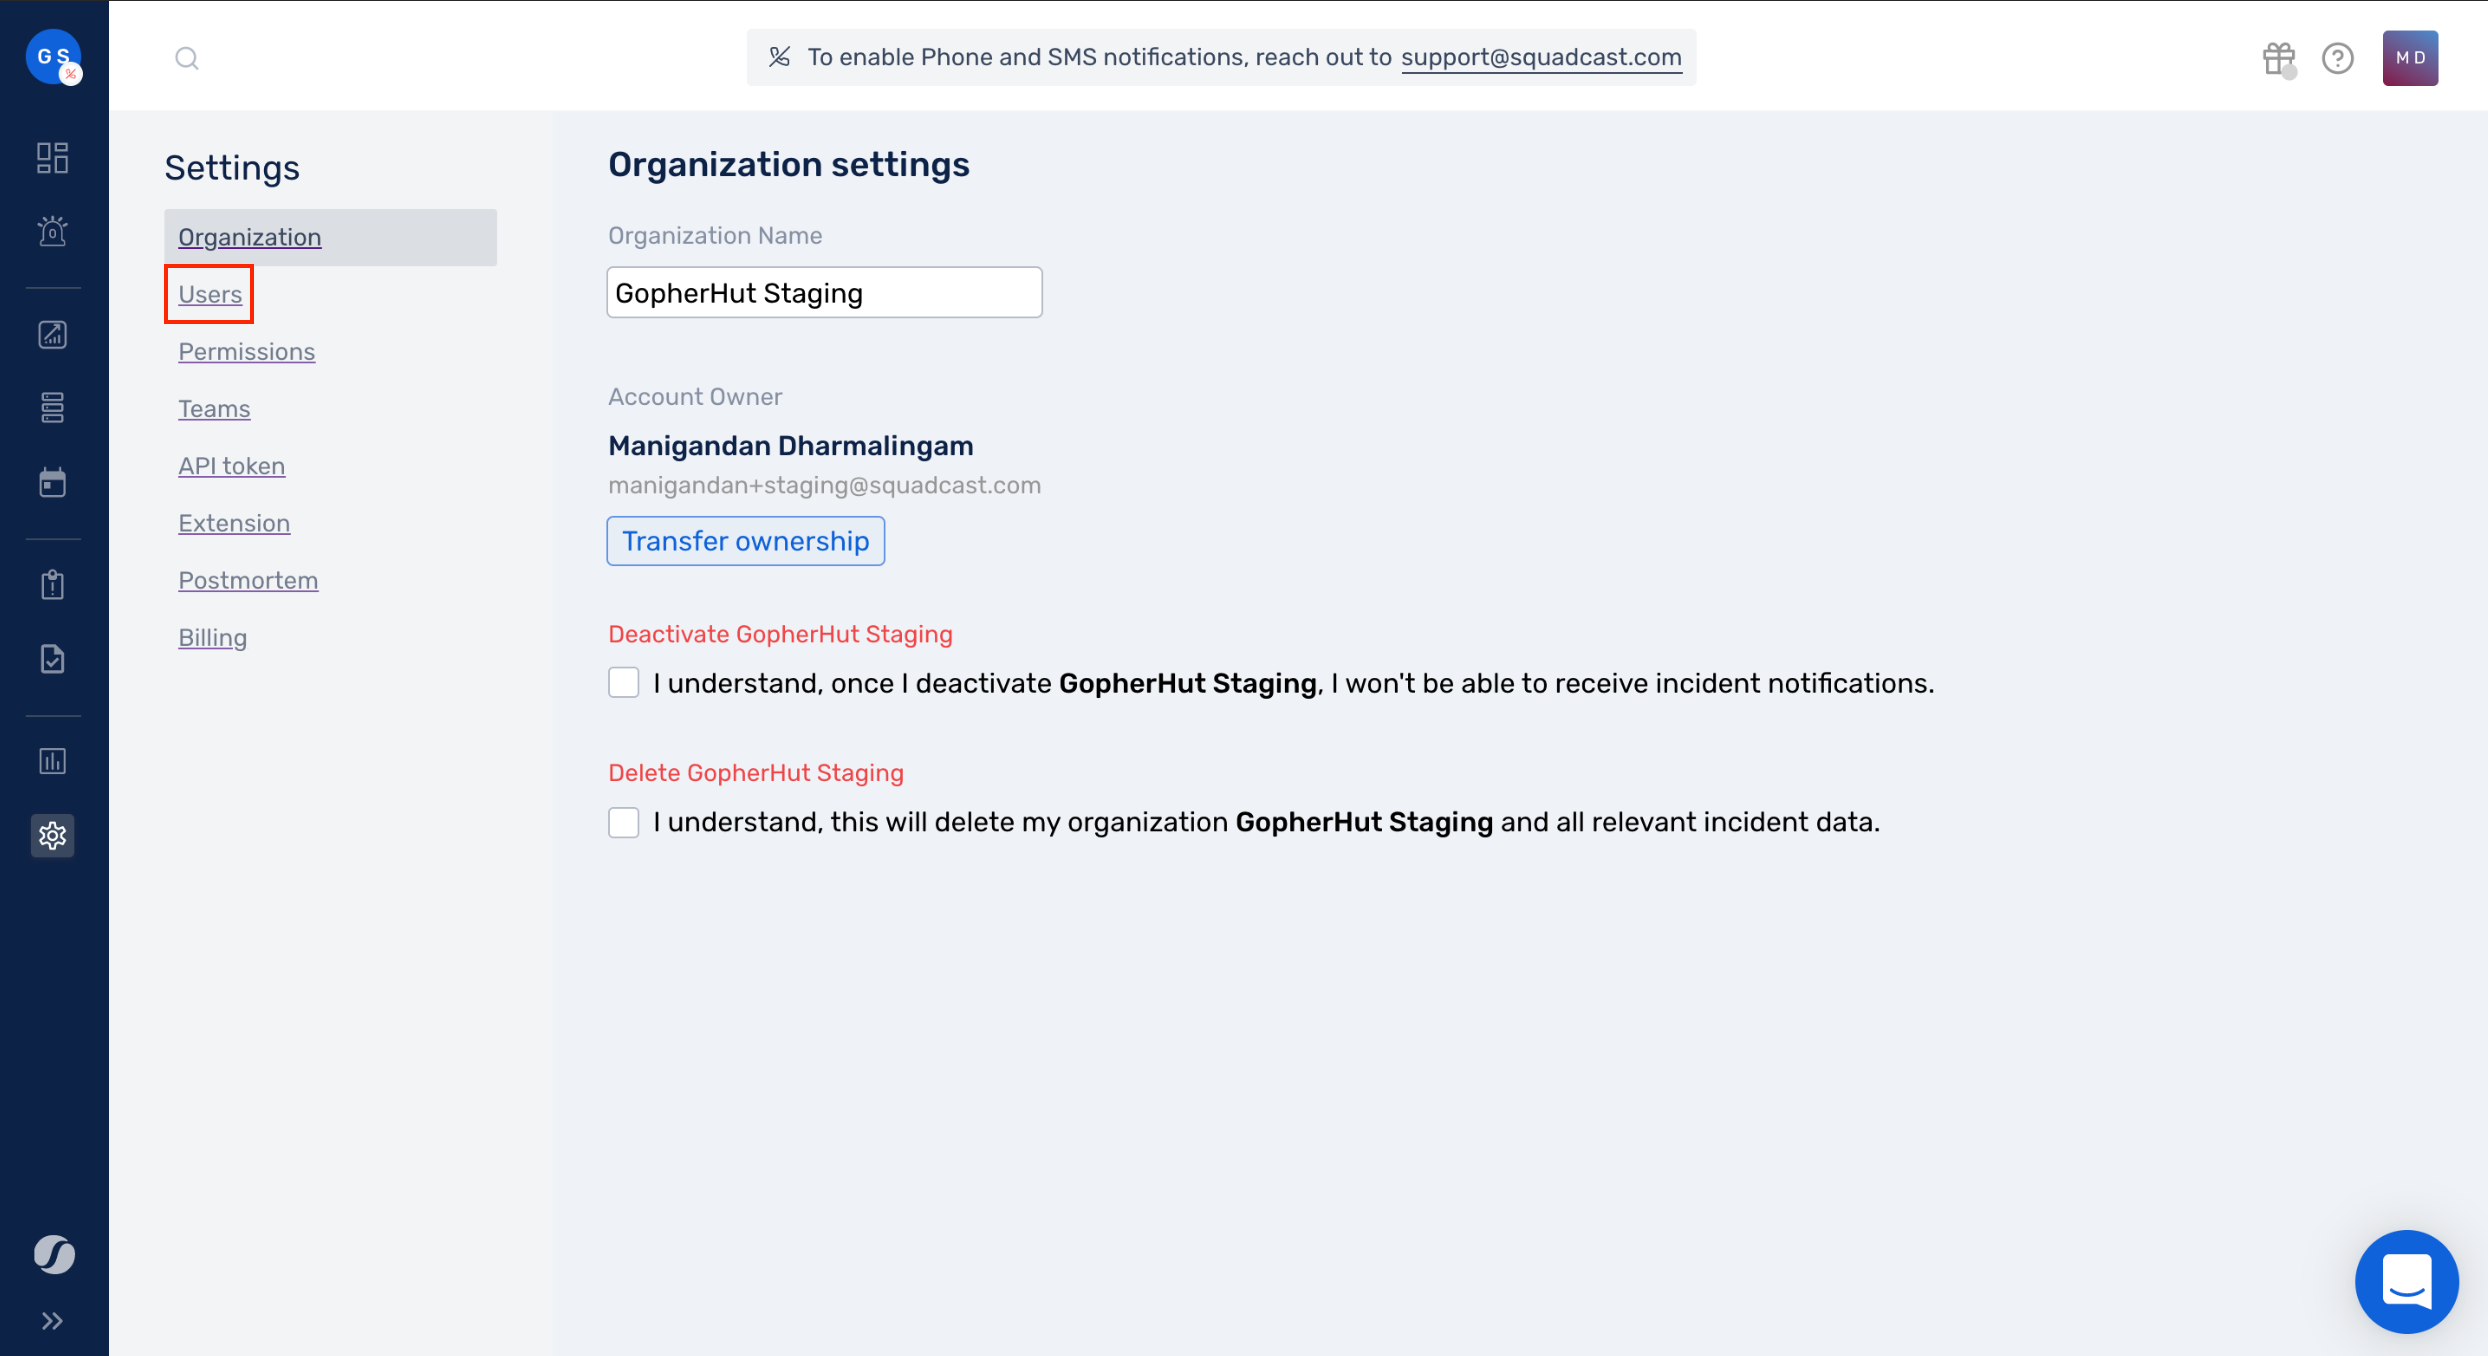 G S
To enable Phone and SMS notifications, reach out to support@squadcast.com
M D
Settings
Organization
Users
Permissions
Teams
API token
Extension
Postmortem
Billing
Organization settings
Organization Name
GopherHut Staging
Account Owner
Manigandan Dharmalingam
manigandan+staging@squadcast.com
Transfer ownership
Deactivate GopherHut Staging
I understand, once I deactivate GopherHut Staging, I won't be able to receive incident notifications.
Delete GopherHut Staging
I understand, this will delete my organization GopherHut Staging and all relevant incident data.
0